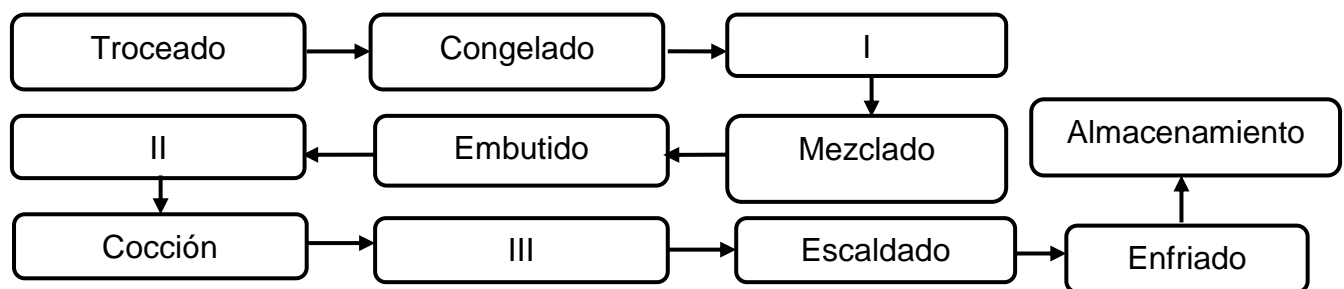 Troceado
Congelado
I
Mezclado
Embutido
II
Cocción
III
Escaldado
Enfriado
Almacenamiento